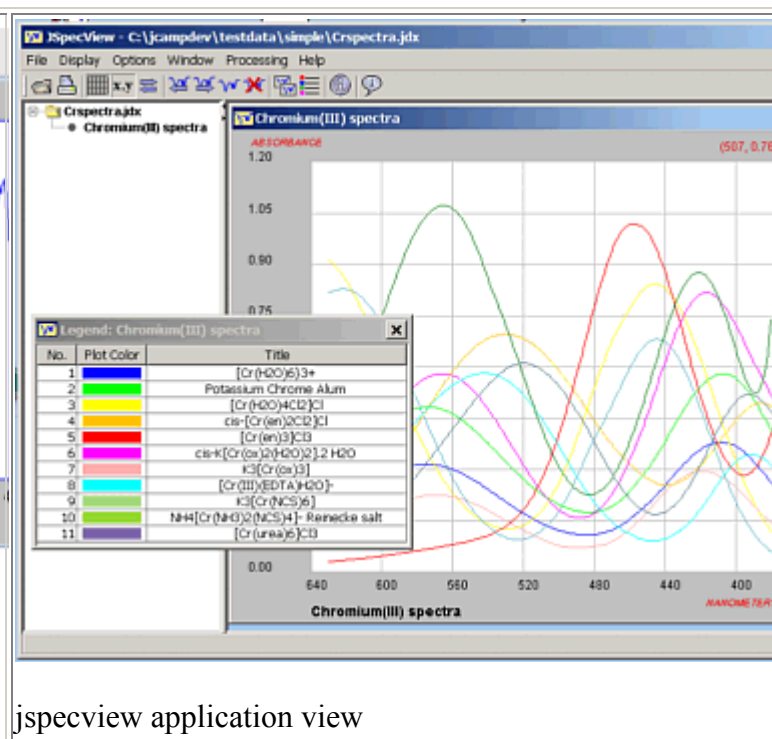 JSpecView - C:\jcampdev\testdata\simple\Crspectra.jdx
File Display Options Window Processing Help
x,y
Crspectra.jdx
Chromium(III) spectra
Chromium(III) spectra
ABSORBANCE
(507, 0.76
1.20
1.05
0.90
0.75
Legend: Chromium(III) spectra
No. Plot Color Title
1 [Cr(H2O)6}3+
2 Potassium Chrome Alum
3 [Cr(H2O)4Cl2]Cl
4 cis-[Cr(en)2Cl2]Cl
5 [Cr(en)3]Cl3
6 cis-K[Cr(ox)2(H2O)2].2 H2O
7 K3[Cr(ox)3]
8 [Cr(III)(EDTA)H2O]-
9 K3[Cr(NCS)6]
10 NH4[Cr(NH3)2(NCS)4]- Reinecke salt
11 [Cr(urea)6]Cl3
0.00
640 600 560 520 480 440 400
NANOMETER
Chromium(III) spectra
jspecview application view